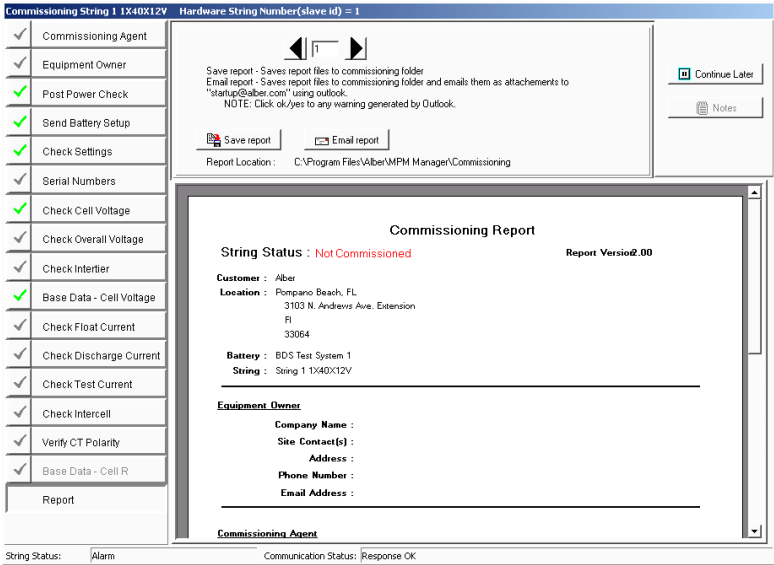 Commissioning String 1 1X40X12V    Hardware String Number(slave id) = 1
Commissioning Agent
Equipment Owner
Post Power Check
Send Battery Setup
Check Settings
Serial Numbers
Check Cell Voltage
Check Overall Voltage
Check Intertier
Base Data - Cell Voltage
Check Float Current
Check Discharge Current
Check Test Current
Check Intercell
Verify CT Polarity
Base Data - Cell R
Report
1
Save report - Saves report files to commissioning folder
Email report - Saves report files to commissioning folder and emails them as attachements to
"startup@alber.com" using outlook.
NOTE: Click ok/yes to any warning generated by Outlook.
Save report    Email report
Report Location :    C:\Program Files\Alber\MPM Manager\Commissioning
Continue Later
Notes
Commissioning Report
String Status : Not Commissioned    Report Version2.00
Customer : Alber
Location : Pompano Beach, FL
3103 N. Andrews Ave. Extension
Fl
33064
Battery : BDS Test System 1
String : String 1 1X40X12V
Equipment Owner
Company Name :
Site Contact(s) :
Address :
Phone Number :
Email Address :
Commissioning Agent
String Status:    Alarm    Communication Status:    Response OK